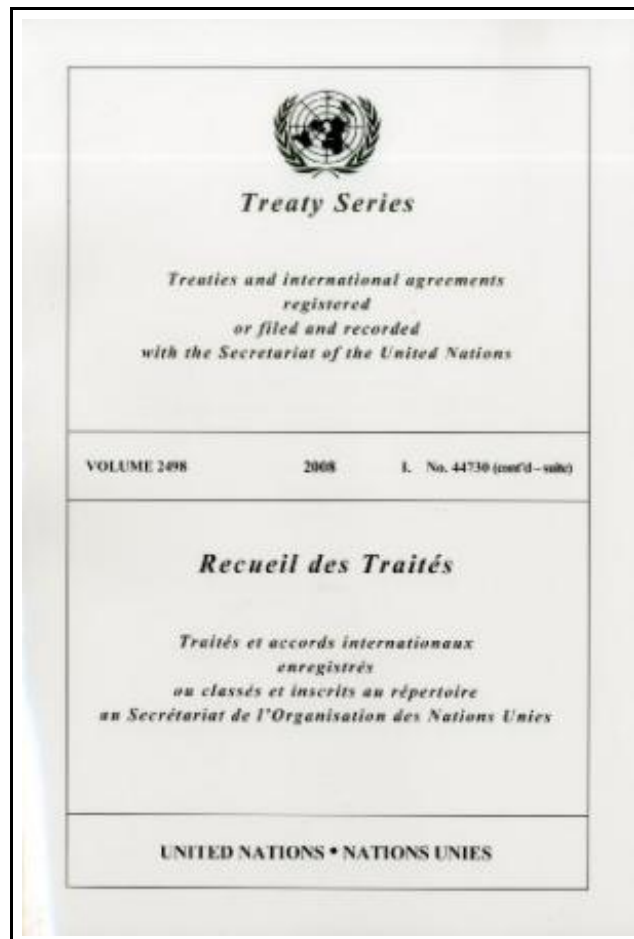 Treaty Series
Treaties and international agreements
registered
or filed and recorded
with the Secretariat of the United Nations
VOLUME 2498 2008 I. No. 44730 (cont'd – suite)
Recueil des Traités
Traités et accords internationaux
enregistrés
ou classés et inscrits au répertoire
au Secrétariat de l'Organisation des Nations Unies
UNITED NATIONS • NATIONS UNIES